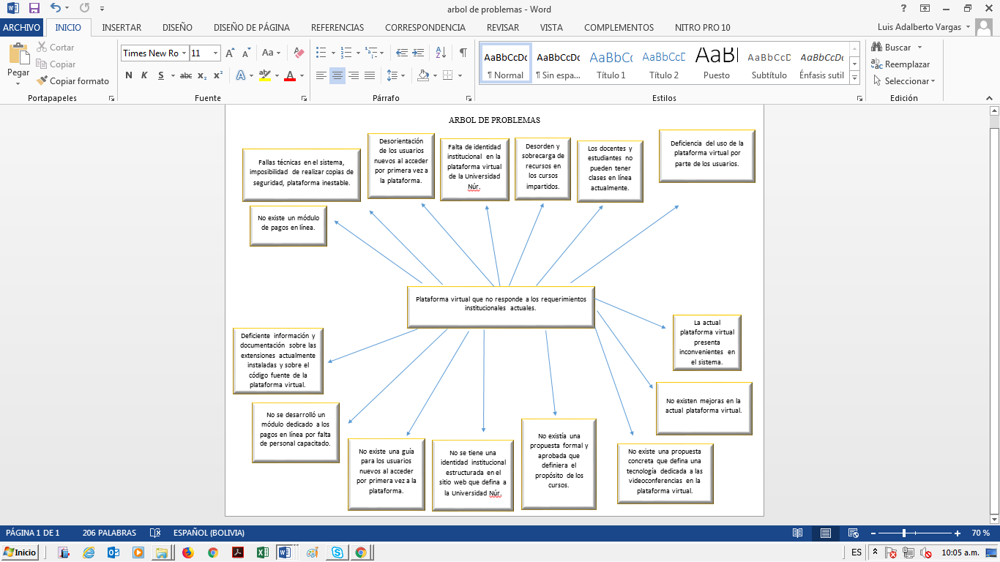 arbol de problemas - Word
ARCHIVO INICIO INSERTAR DISEÑO DISEÑO DE PÁGINA REFERENCIAS CORRESPONDENCIA REVISAR VISTA COMPLEMENTOS NITRO PRO 10 Luis Adalberto Vargas
Pegar
Cortar
Copiar
Copiar formato
Portapapeles
Times New Ro 11
N K S abc x₂ x²
Fuente
Párrafo
AaBbCcDc AaBbCcDc AaBbCc AaBbCcD AaBl AaBbCcD AaBbCcDc
¶ Normal ¶ Sin espa... Título 1 Título 2 Puesto Subtítulo Énfasis sutil
Estilos
Buscar
Reemplazar
Seleccionar
Edición
ARBOL DE PROBLEMAS
Fallas técnicas en el sistema,
imposibilidad de realizar copias de
seguridad, plataforma inestable.
Desorientación
de los usuarios
nuevos al acceder
por primera vez a
la plataforma.
Falta de identidad
institucional en la
plataforma virtual
de la Universidad
Núr.
Desorden y
sobrecarga de
recursos en
los cursos
impartidos.
Los docentes y
estudiantes no
pueden tener
clases en línea
actualmente.
Deficiencia del uso de la
plataforma virtual por
parte de los usuarios.
No existe un módulo
de pagos en línea.
Plataforma virtual que no responde a los requerimientos
institucionales actuales.
La actual
plataforma virtual
presenta
inconvenientes en
el sistema.
Deficiente información y
documentación sobre las
extensiones actualmente
instaladas y sobre el
código fuente de la
plataforma virtual.
No existen mejoras en la
actual plataforma virtual.
No se desarrolló un
módulo dedicado a los
pagos en línea por falta
de personal capacitado.
No existe una guía
para los usuarios
nuevos al acceder
por primera vez a la
plataforma.
No se tiene una
identidad institucional
estructurada en el
sitio web que defina a
la Universidad Núr.
No existía una
propuesta formal y
aprobada que
definiera el
propósito de los
cursos.
No existe una propuesta
concreta que defina una
tecnología dedicada a las
videoconferencias en la
plataforma virtual.
PÁGINA 1 DE 1 206 PALABRAS ESPAÑOL (BOLIVIA) 70 %
Inicio ES 10:05 a.m.